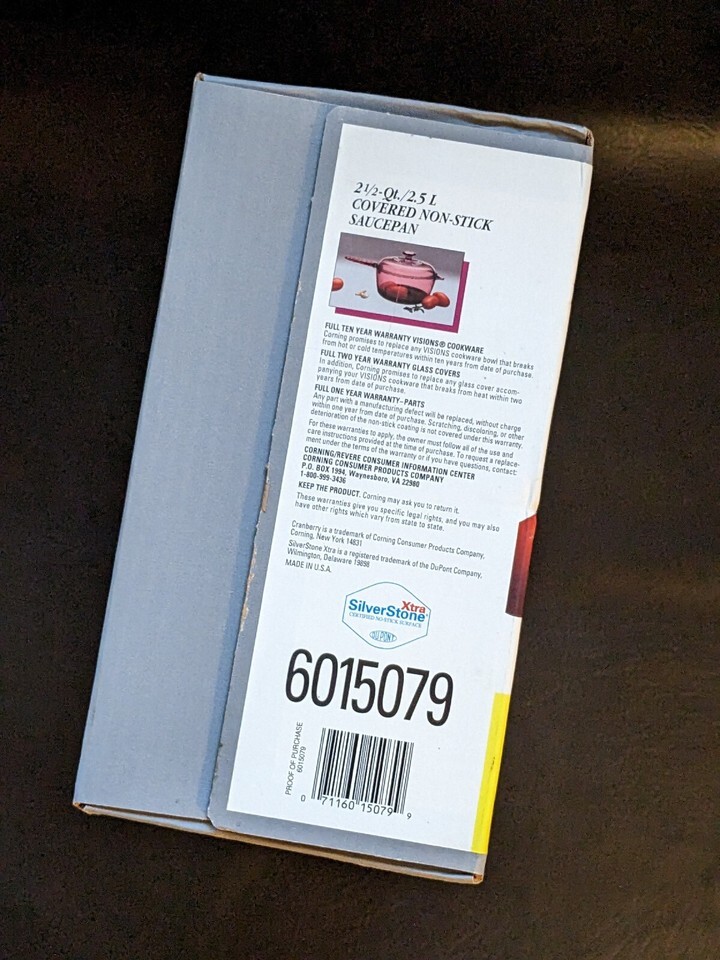 2 1/2-Qt./2.5 L
COVERED NON-STICK
SAUCEPAN
FULL TEN YEAR WARRANTY VISIONS® COOKWARE
Corning promises to replace any VISIONS cookware bowl that breaks
from hot or cold temperatures within ten years from date of purchase.
FULL TWO YEAR WARRANTY GLASS COVERS
In addition, Corning promises to replace any glass cover accom-
panying your VISIONS cookware that breaks from heat within two
years from date of purchase.
FULL ONE YEAR WARRANTY-PARTS
Any part with a manufacturing defect will be replaced, without charge
within one year from date of purchase. Scratching, discoloring, or other
deterioration of the non-stick coating is not covered under this warranty.
For these warranties to apply, the owner must follow all of the use and
care instructions provided at the time of purchase. To request a replace-
ment under the terms of the warranty or if you have questions, contact:
CORNING/REVERE CONSUMER INFORMATION CENTER
CORNING CONSUMER PRODUCTS COMPANY
P.O. BOX 1994, Waynesboro, VA 22980
1-800-999-3436
KEEP THE PRODUCT. Corning may ask you to return it.
These warranties give you specific legal rights, and you may also
have other rights which vary from state to state.
Cranberry is a trademark of Corning Consumer Products Company,
Corning, New York 14831
SilverStone Xtra is a registered trademark of the DuPont Company,
Wilmington, Delaware 19898
MADE IN U.S.A.
Xtra
SilverStone®
CERTIFIED NO-STICK SURFACE
DUPONT
6015079
PROOF OF PURCHASE
6015079
0 71160 15079 9